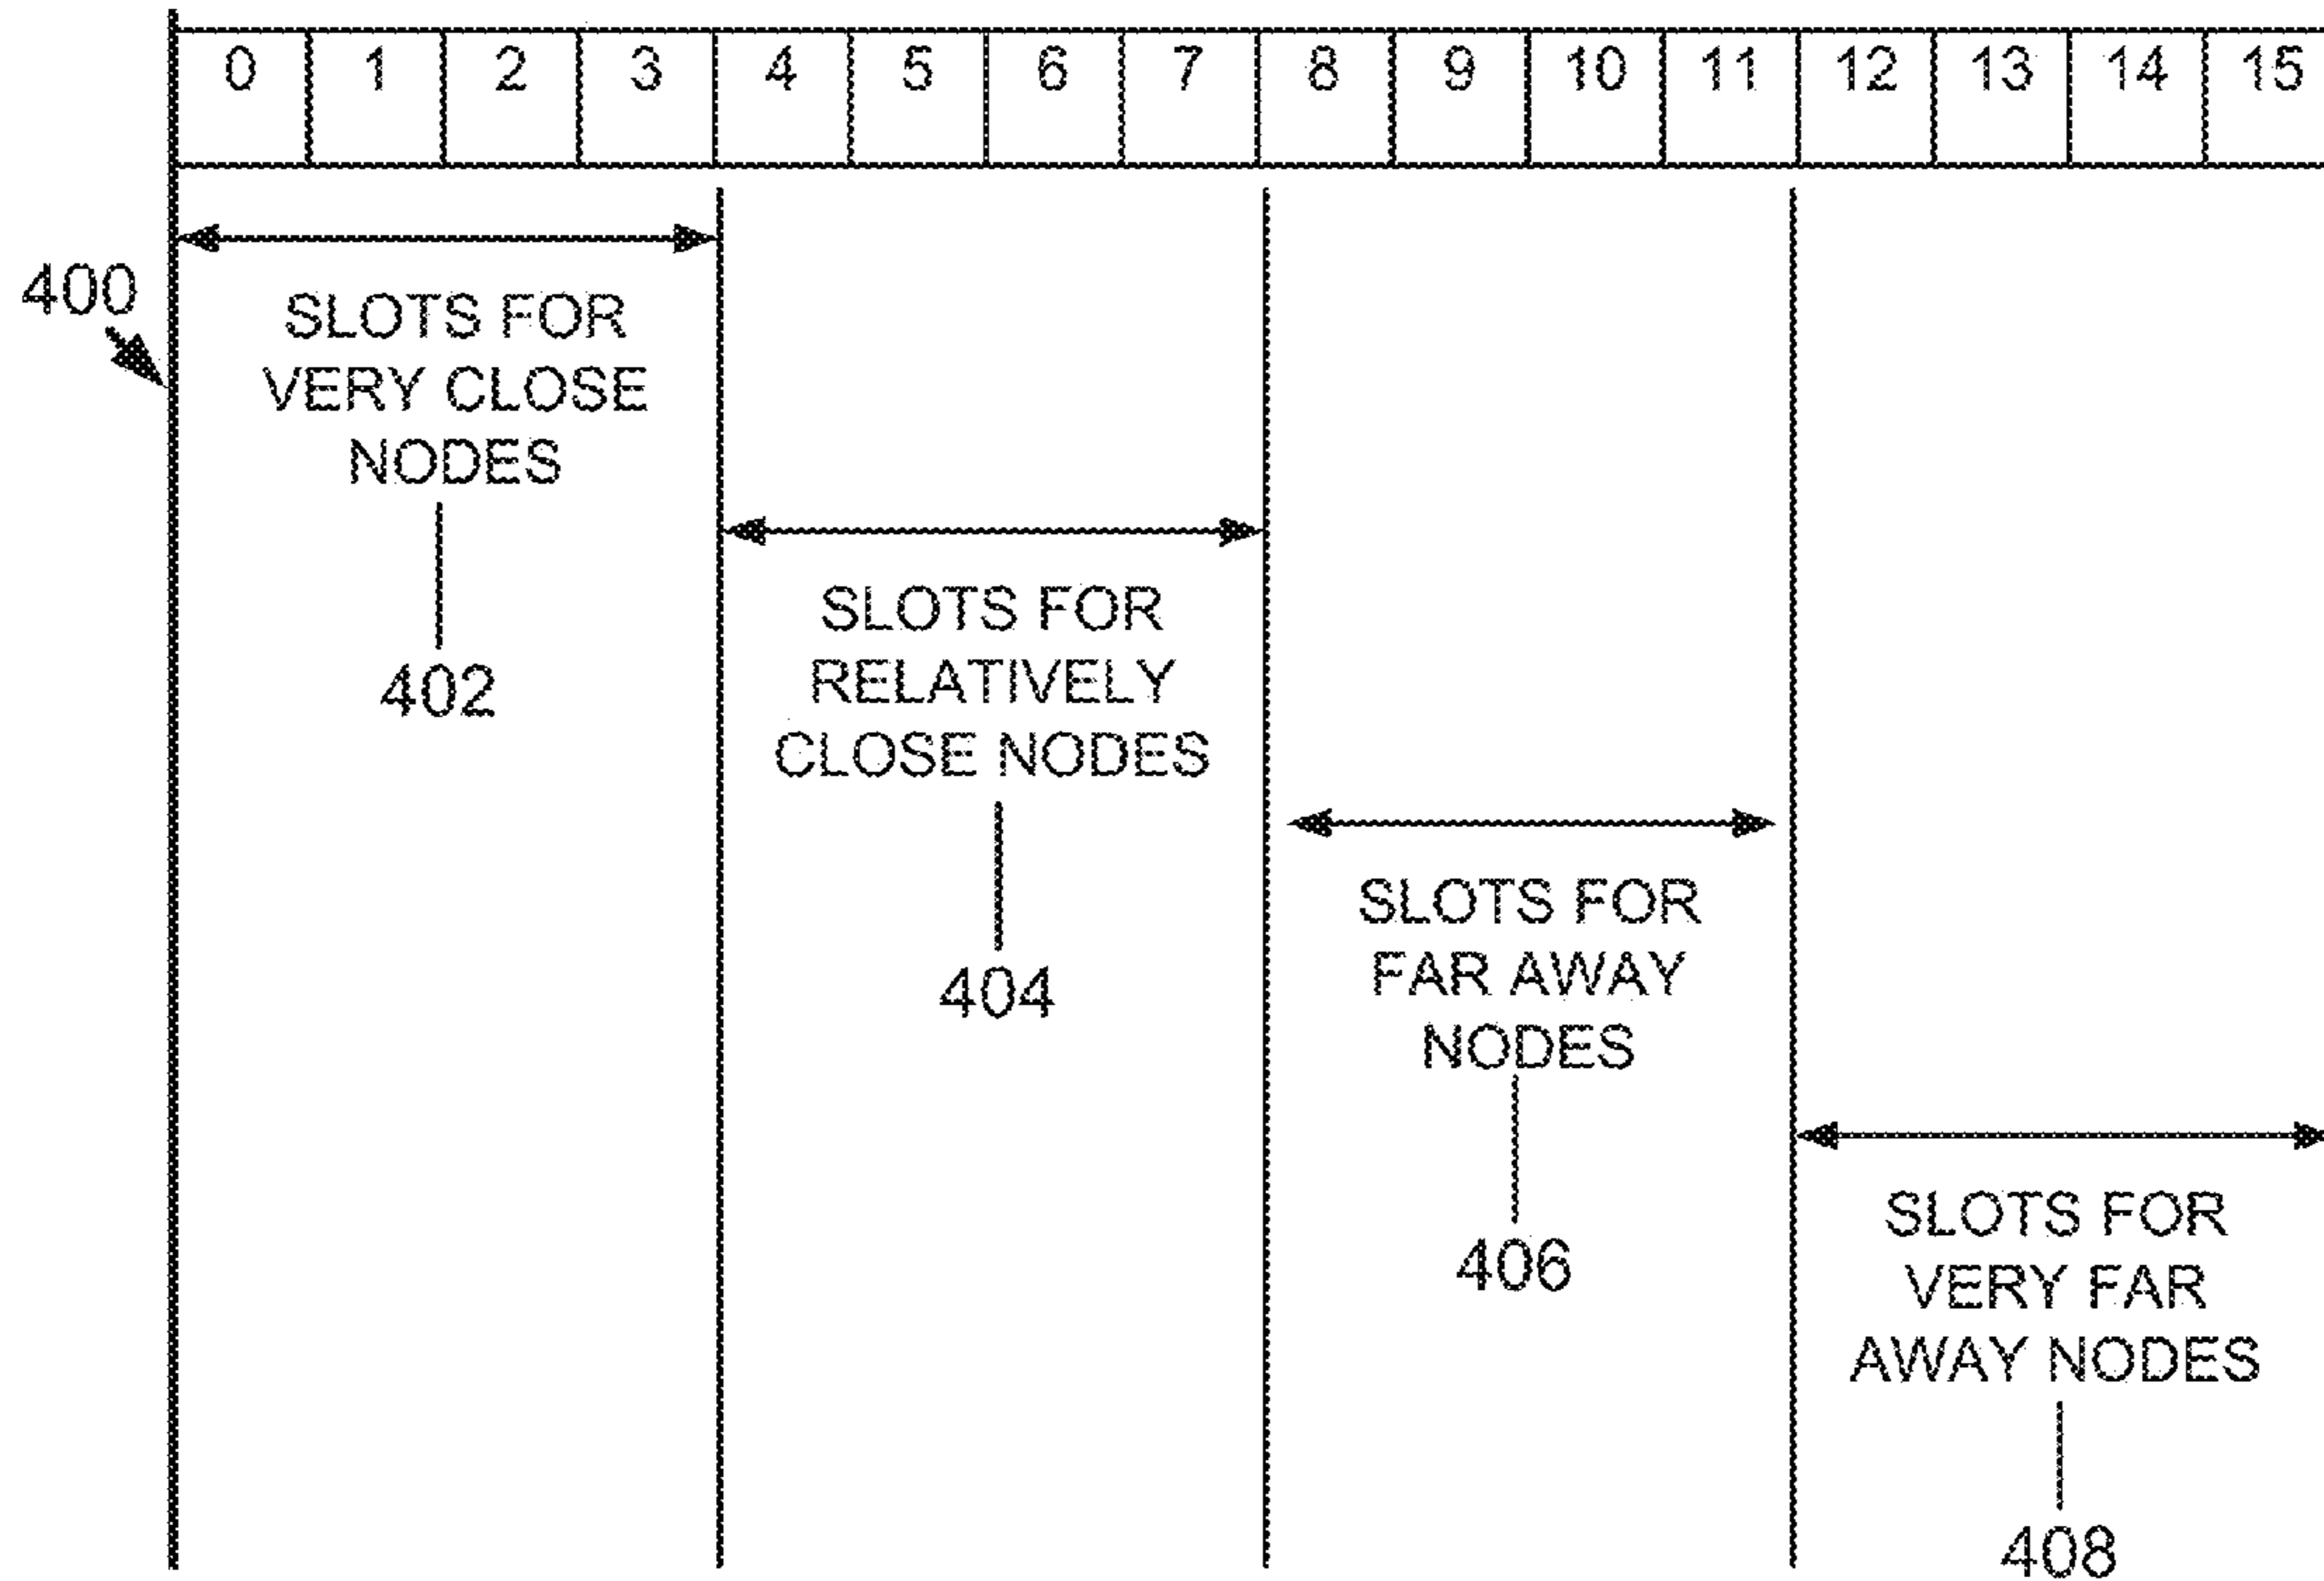 0 1 2 3 4 5 6 7 8 9 10 11 12 13 14 15
400
SLOTS FOR
VERY CLOSE
NODES
402
SLOTS FOR
RELATIVELY
CLOSE NODES
404
SLOTS FOR
FAR AWAY
NODES
406
SLOTS FOR
VERY FAR
AWAY NODES
408